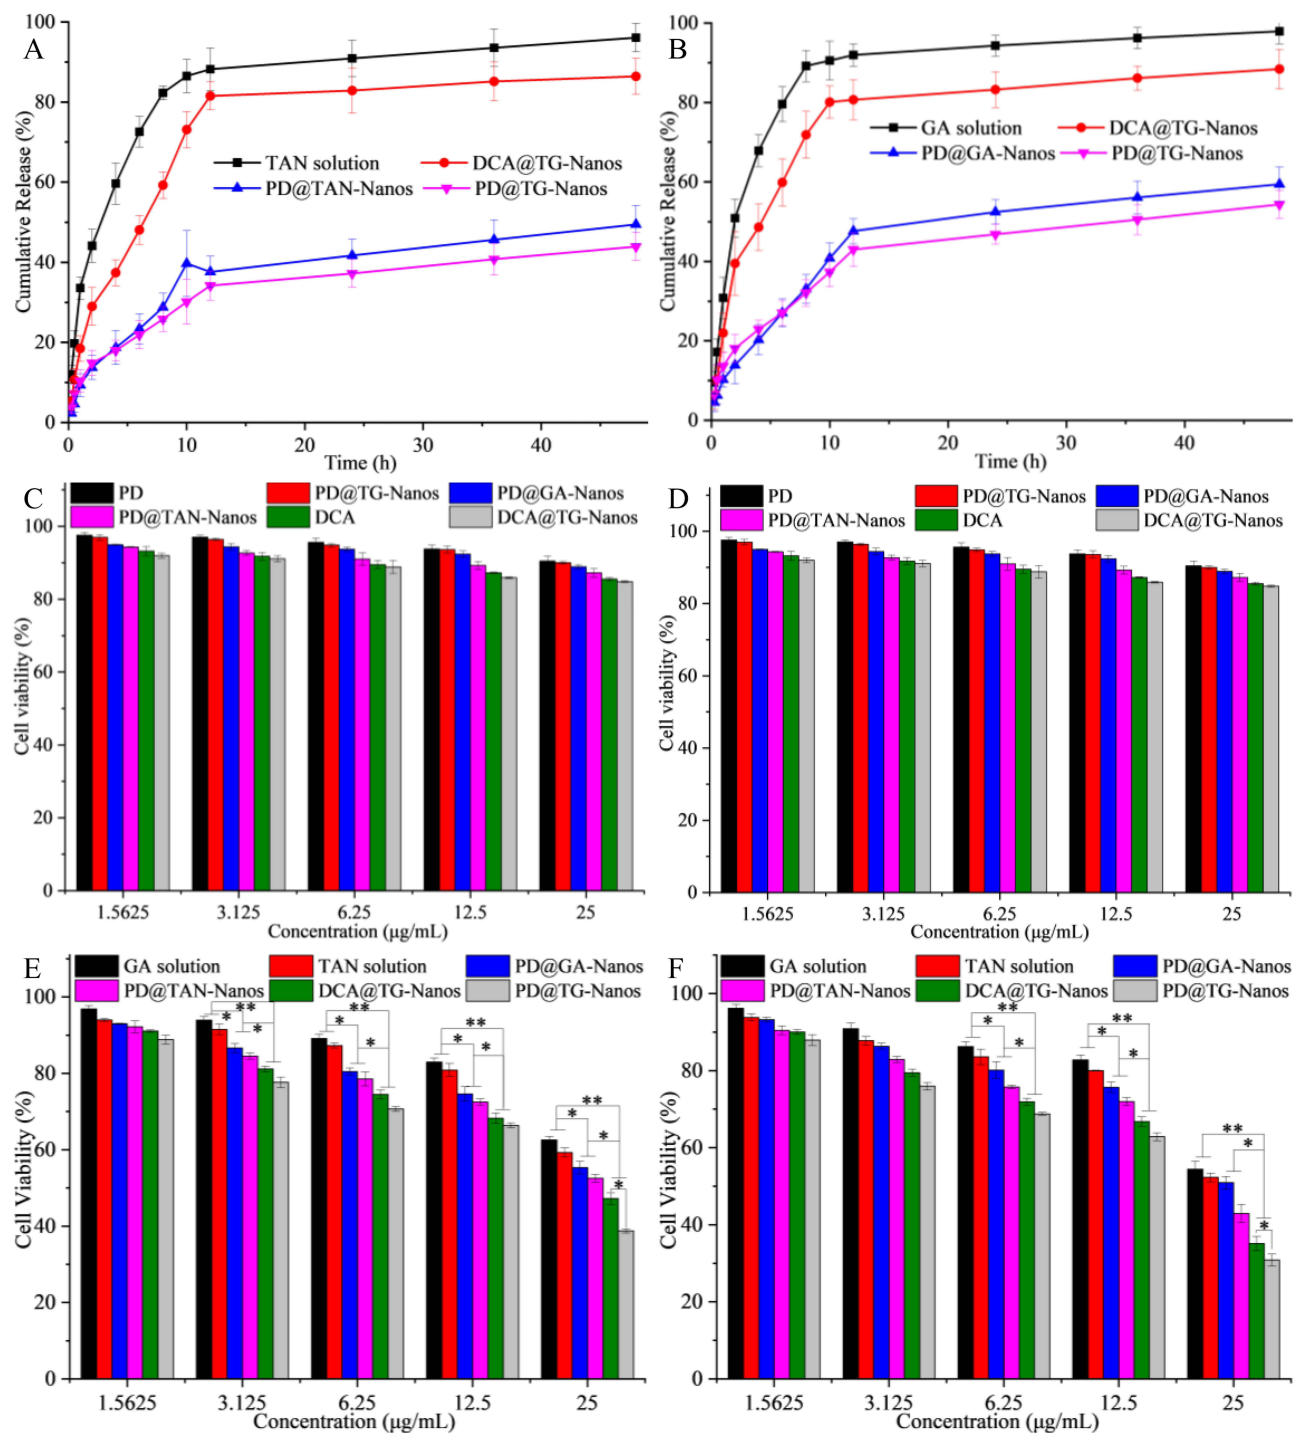 A
Cumulative Release (%)
100
80
60
40
20
0
TAN solution
DCA@TG-Nanos
PD@TAN-Nanos
PD@TG-Nanos
0 10 20 30 40
Time (h)
B
Cumulative Release (%)
100
80
60
40
20
0
GA solution
DCA@TG-Nanos
PD@GA-Nanos
PD@TG-Nanos
0 10 20 30 40
Time (h)
C
PD PD@TG-Nanos PD@GA-Nanos
PD@TAN-Nanos DCA DCA@TG-Nanos
Cell viability (%)
100
80
60
40
20
0
1.5625 3.125 6.25 12.5 25
Concentration (μg/mL)
D
PD PD@TG-Nanos PD@GA-Nanos
PD@TAN-Nanos DCA DCA@TG-Nanos
Cell viability (%)
100
80
60
40
20
0
1.5625 3.125 6.25 12.5 25
Concentration (μg/mL)
E
GA solution TAN solution PD@GA-Nanos
PD@TAN-Nanos DCA@TG-Nanos PD@TG-Nanos
Cell Viability (%)
100
80
60
40
20
0
** * *
** * *
** * *
** * * *
1.5625 3.125 6.25 12.5 25
Concentration (μg/mL)
F
GA solution TAN solution PD@GA-Nanos
PD@TAN-Nanos DCA@TG-Nanos PD@TG-Nanos
Cell Viability (%)
100
80
60
40
20
0
** * *
** * *
** * *
1.5625 3.125 6.25 12.5 25
Concentration (μg/mL)